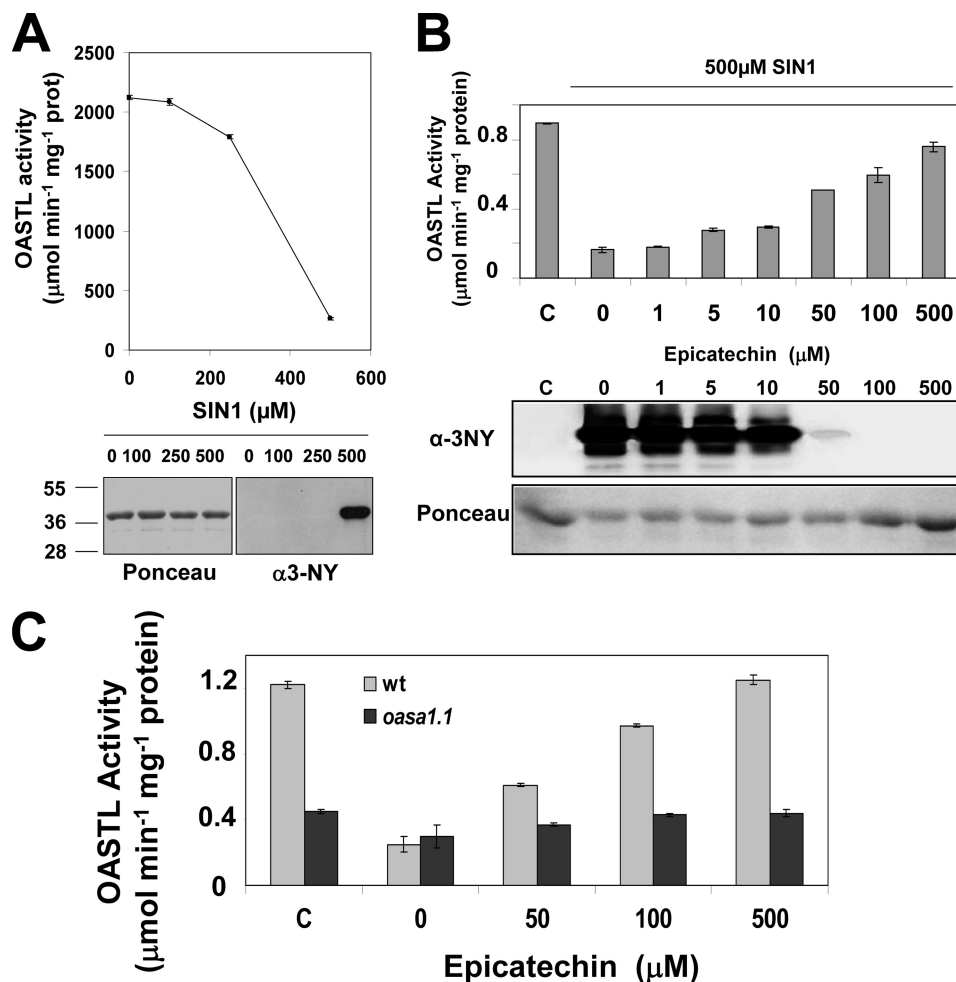 A
OASTL activity
(µmol min-1 mg-1 prot)
2500
2000
1500
1000
500
0
0 200 400 600
SIN1 (µM)
0 100 250 500 0 100 250 500
55
36
28
Ponceau α3-NY
B
500µM SIN1
OASTL Activity
(µmol min-1 mg-1 protein)
0.8
0.4
0
C 0 1 5 10 50 100 500
Epicatechin (µM)
C 0 1 5 10 50 100 500
α-3NY
Ponceau
C
OASTL Activity
(µmol min-1 mg-1 protein)
1.2
0.8
0.4
0
wt
oasa1.1
C 0 50 100 500
Epicatechin (µM)